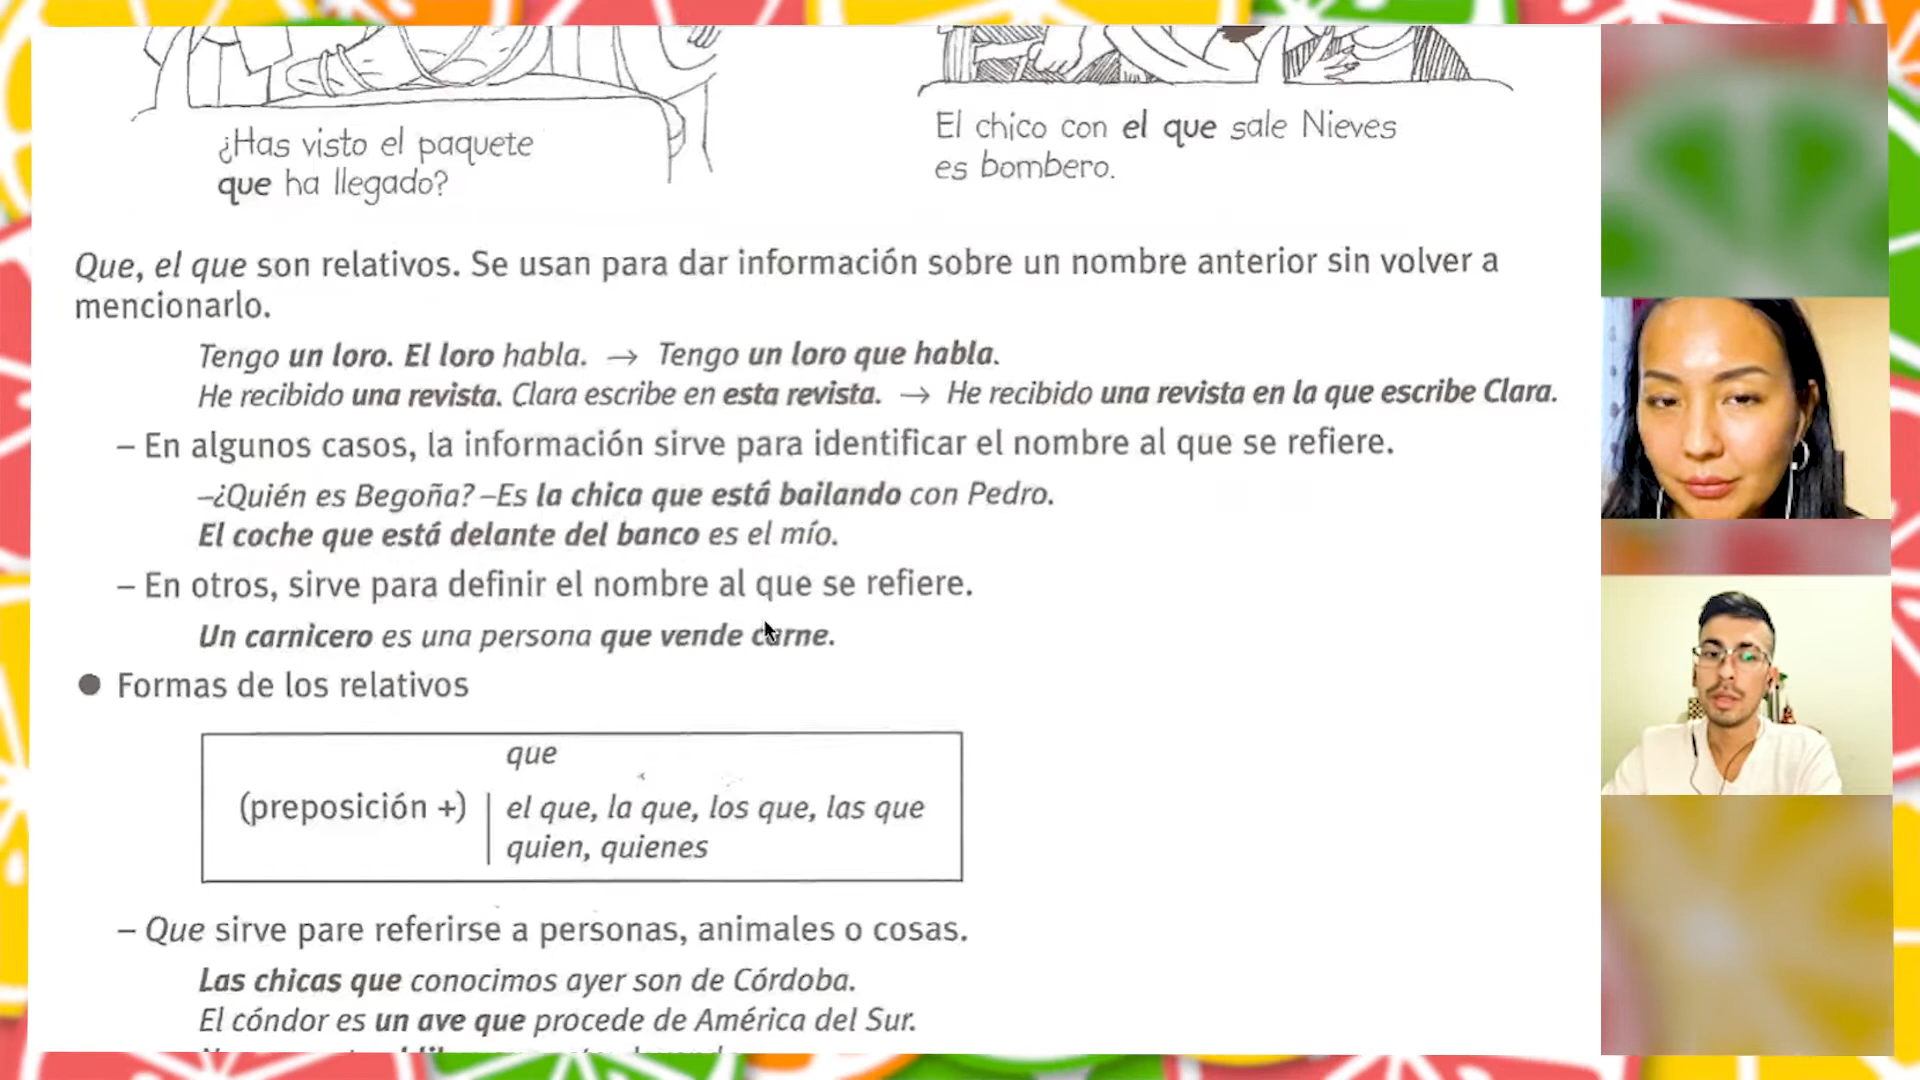 ¿Has visto el paquete
que ha llegado?
El chico con el que sale Nieves
es bombero.
Que, el que son relativos. Se usan para dar información sobre un nombre anterior sin volver a
mencionarlo.
Tengo un loro. El loro habla. → Tengo un loro que habla.
He recibido una revista. Clara escribe en esta revista. → He recibido una revista en la que escribe Clara.
– En algunos casos, la información sirve para identificar el nombre al que se refiere.
–¿Quién es Begoña? –Es la chica que está bailando con Pedro.
El coche que está delante del banco es el mío.
– En otros, sirve para definir el nombre al que se refiere.
Un carnicero es una persona que vende carne.
● Formas de los relativos
que
(preposición +) el que, la que, los que, las que
quien, quienes
– Que sirve pare referirse a personas, animales o cosas.
Las chicas que conocimos ayer son de Córdoba.
El cóndor es un ave que procede de América del Sur.